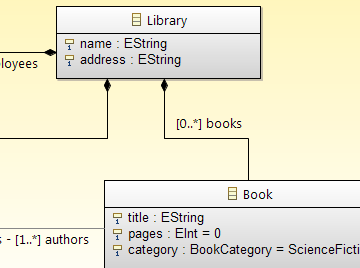 Library
name : EString
address : EString
loyees
[0..*] books
Book
title : EString
pages : EInt = 0
category : BookCategory = ScienceFicti
s - [1..*] authors